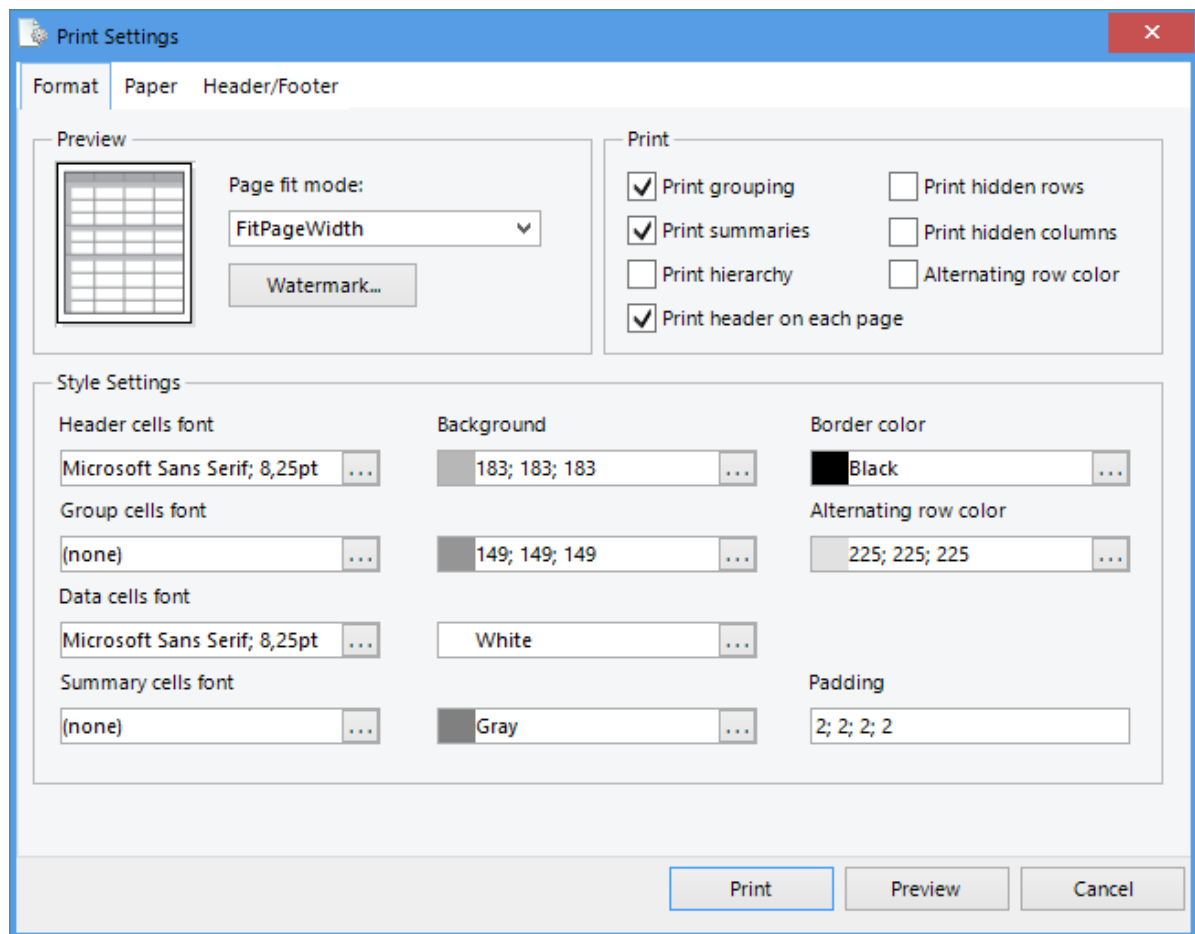 Print Settings
Format Paper Header/Footer
Preview
Page fit mode:
FitPageWidth
Watermark...
Print
Print grouping Print hidden rows
Print summaries Print hidden columns
Print hierarchy Alternating row color
Print header on each page
Style Settings
Header cells font Background Border color
Microsoft Sans Serif; 8,25pt ... 183; 183; 183 ... Black ...
Group cells font Alternating row color
(none) ... 149; 149; 149 ... 225; 225; 225 ...
Data cells font
Microsoft Sans Serif; 8,25pt ... White ...
Summary cells font Padding
(none) ... Gray ... 2; 2; 2; 2
Print Preview Cancel